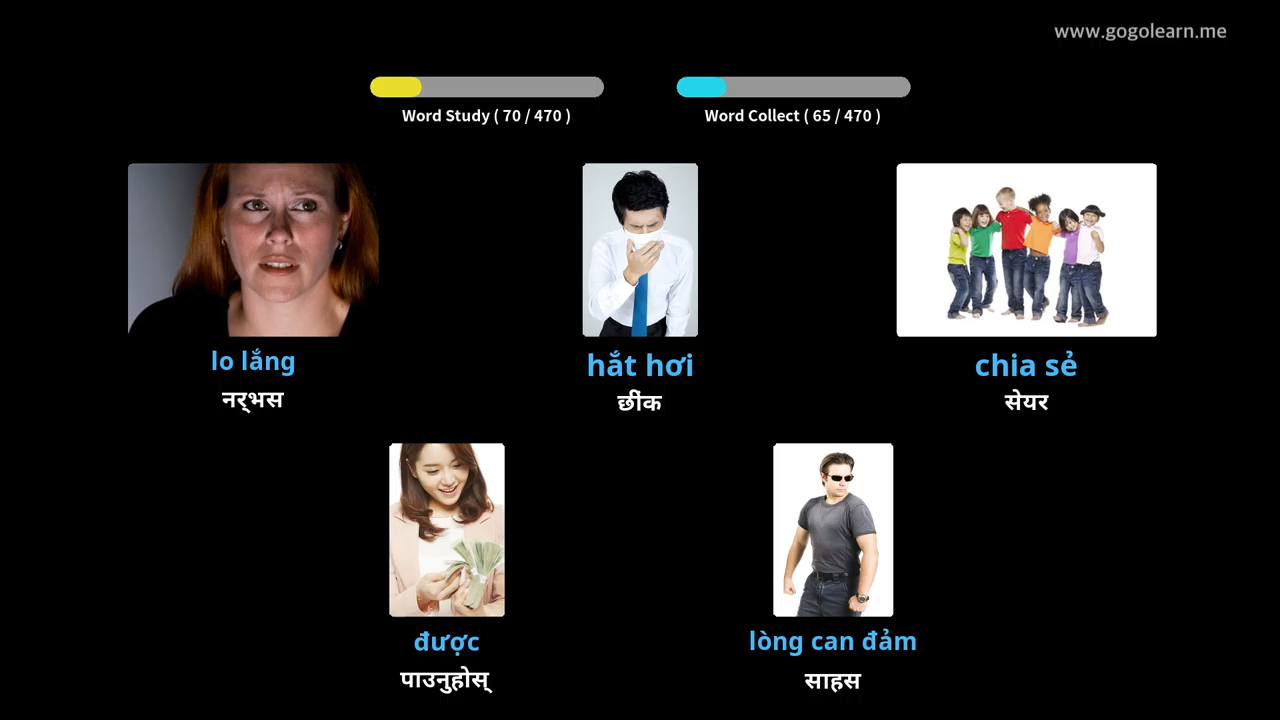 www.gogolearn.me
Word Study ( 70 / 470 )
Word Collect ( 65 / 470 )
lo lắng
नर्‍भस
hắt hơi
छींक
chia sẻ
सेयर
được
पाउनुहोस्
lòng can đảm
साहस